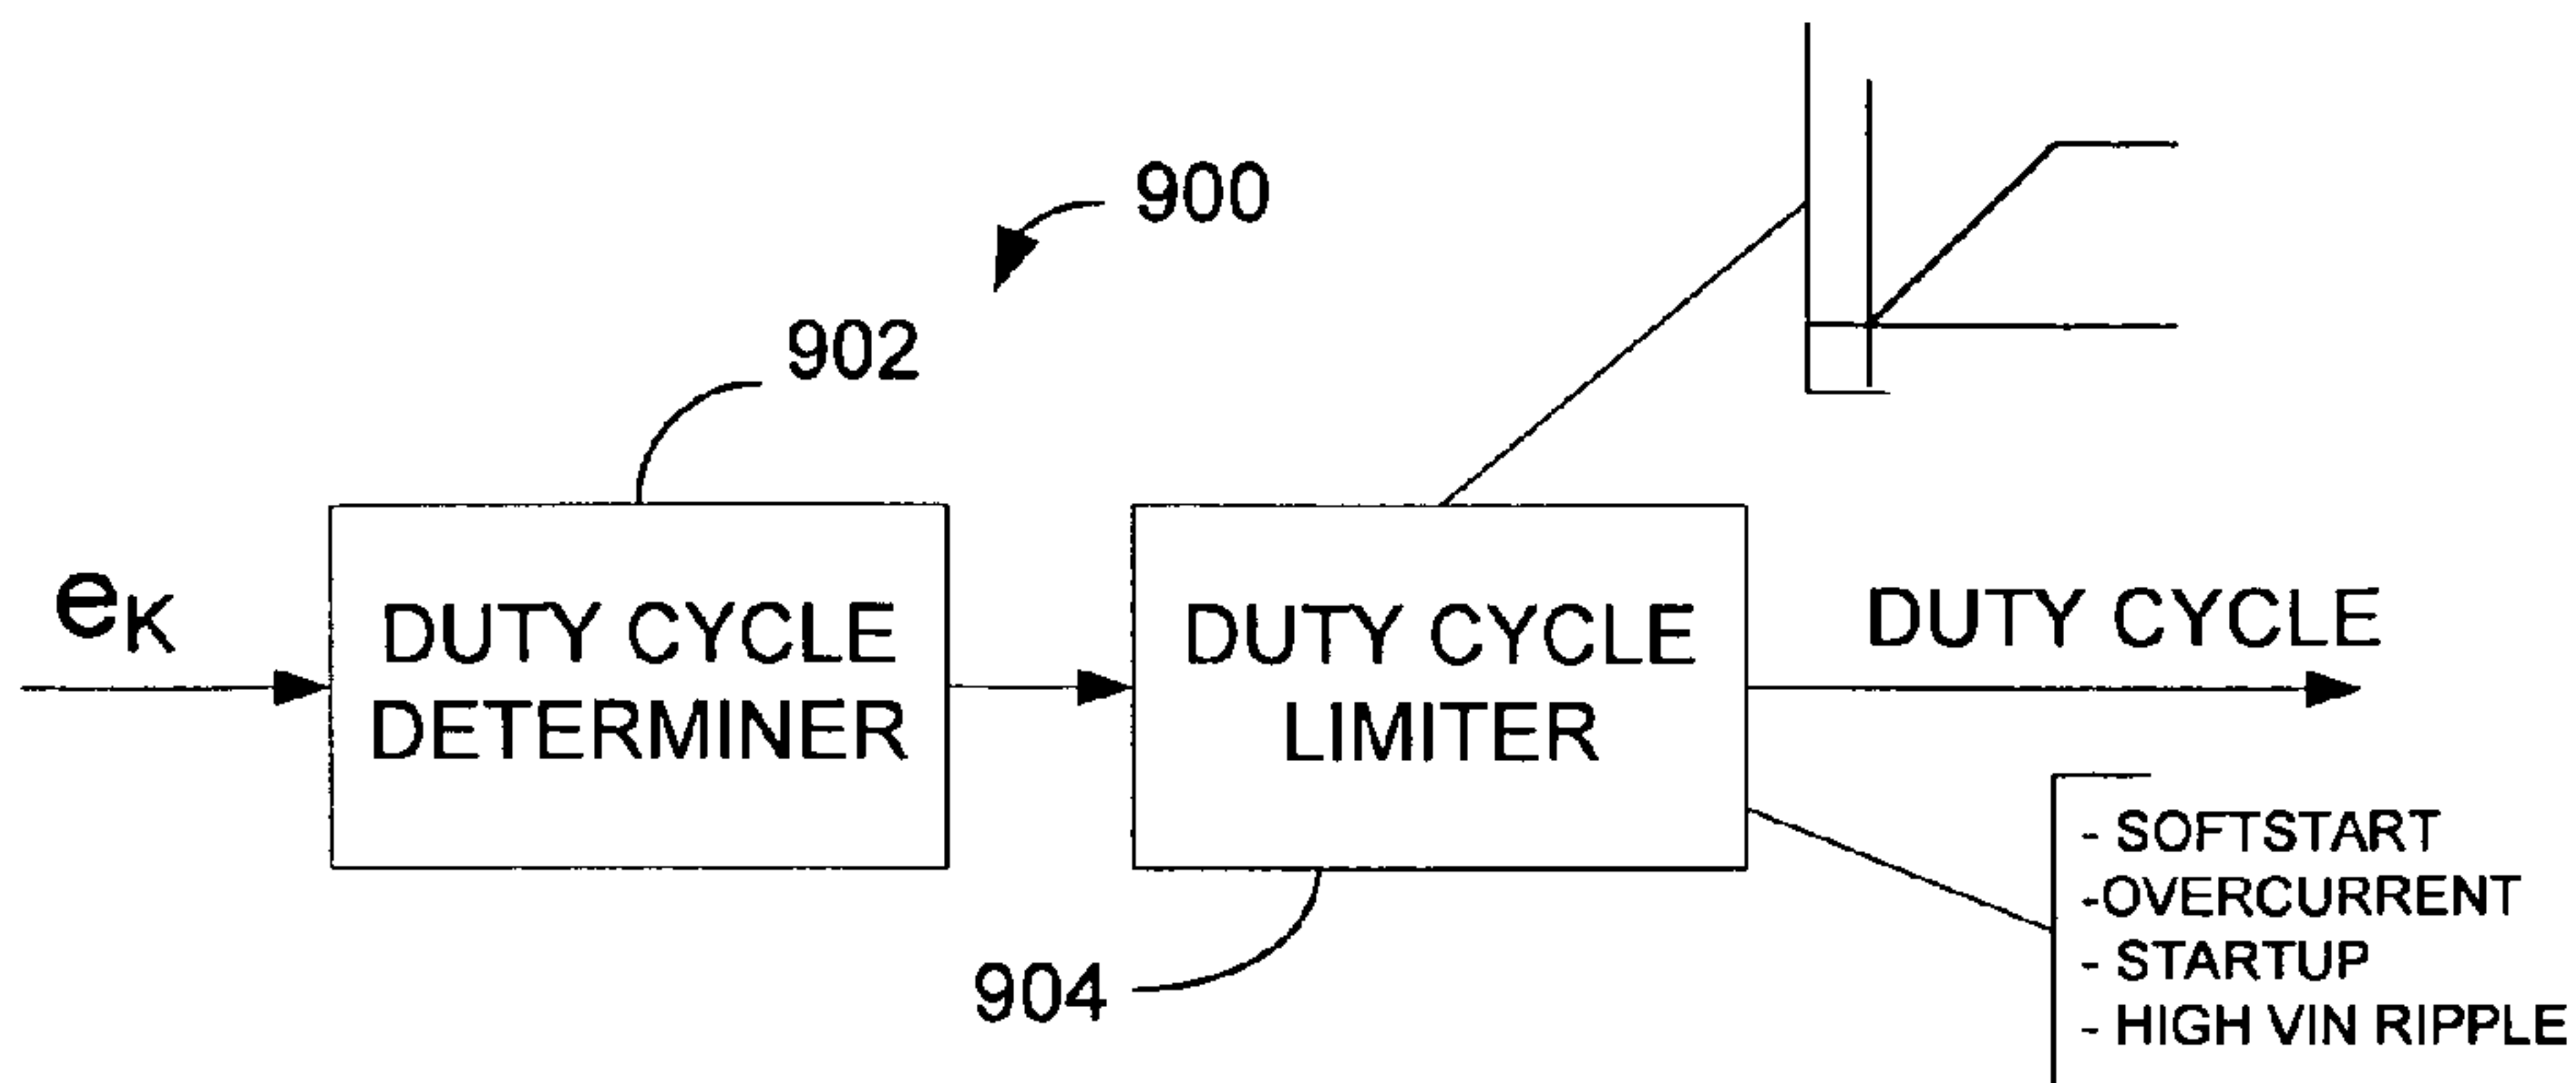 900
902
eK
DUTY CYCLE
DETERMINER
DUTY CYCLE
LIMITER
DUTY CYCLE
904
- SOFTSTART
-OVERCURRENT
- STARTUP
- HIGH VIN RIPPLE